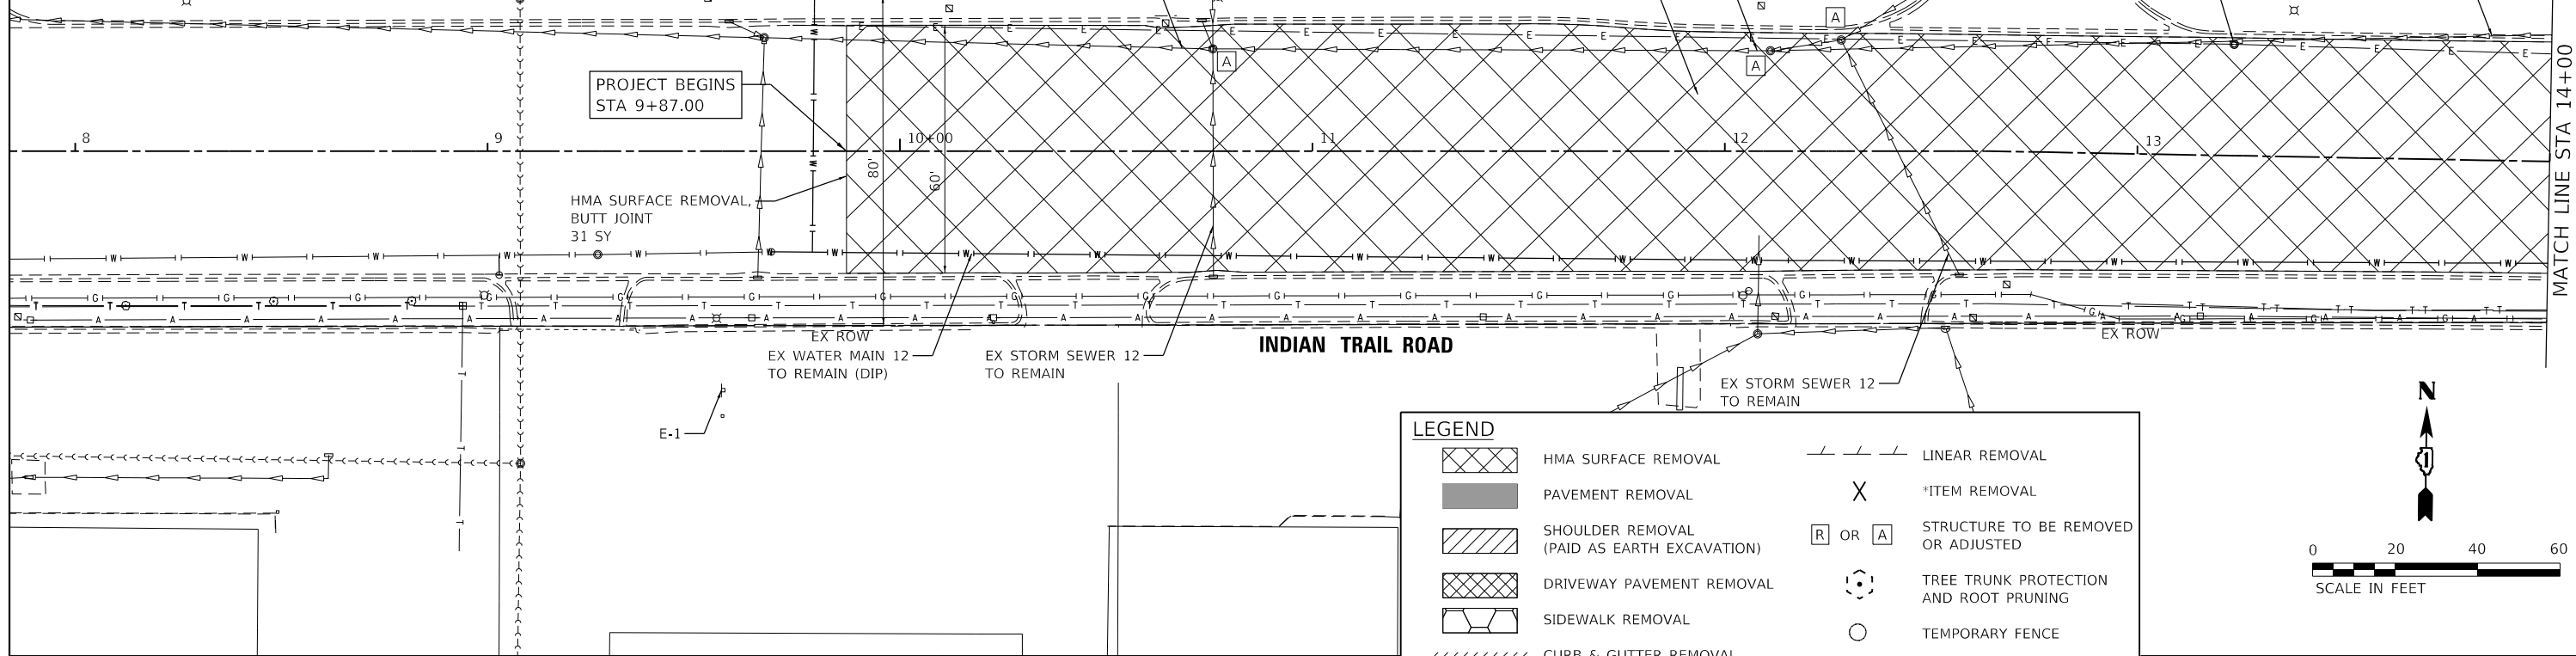 A
A
A
PROJECT BEGINS
STA 9+87.00
MATCH LINE STA 14+00
8
9
10+00
11
12
13
80'
60'
HMA SURFACE REMOVAL,
BUTT JOINT
31 SY
EX ROW
EX WATER MAIN 12
TO REMAIN (DIP)
EX STORM SEWER 12
TO REMAIN
INDIAN TRAIL ROAD
EX ROW
EX STORM SEWER 12
TO REMAIN
E-1
N
LEGEND
HMA SURFACE REMOVAL
PAVEMENT REMOVAL
SHOULDER REMOVAL
(PAID AS EARTH EXCAVATION)
DRIVEWAY PAVEMENT REMOVAL
SIDEWALK REMOVAL
CURB & GUTTER REMOVAL
LINEAR REMOVAL
X *ITEM REMOVAL
R OR A STRUCTURE TO BE REMOVED
OR ADJUSTED
TREE TRUNK PROTECTION
AND ROOT PRUNING
TEMPORARY FENCE
0 20 40 60
SCALE IN FEET